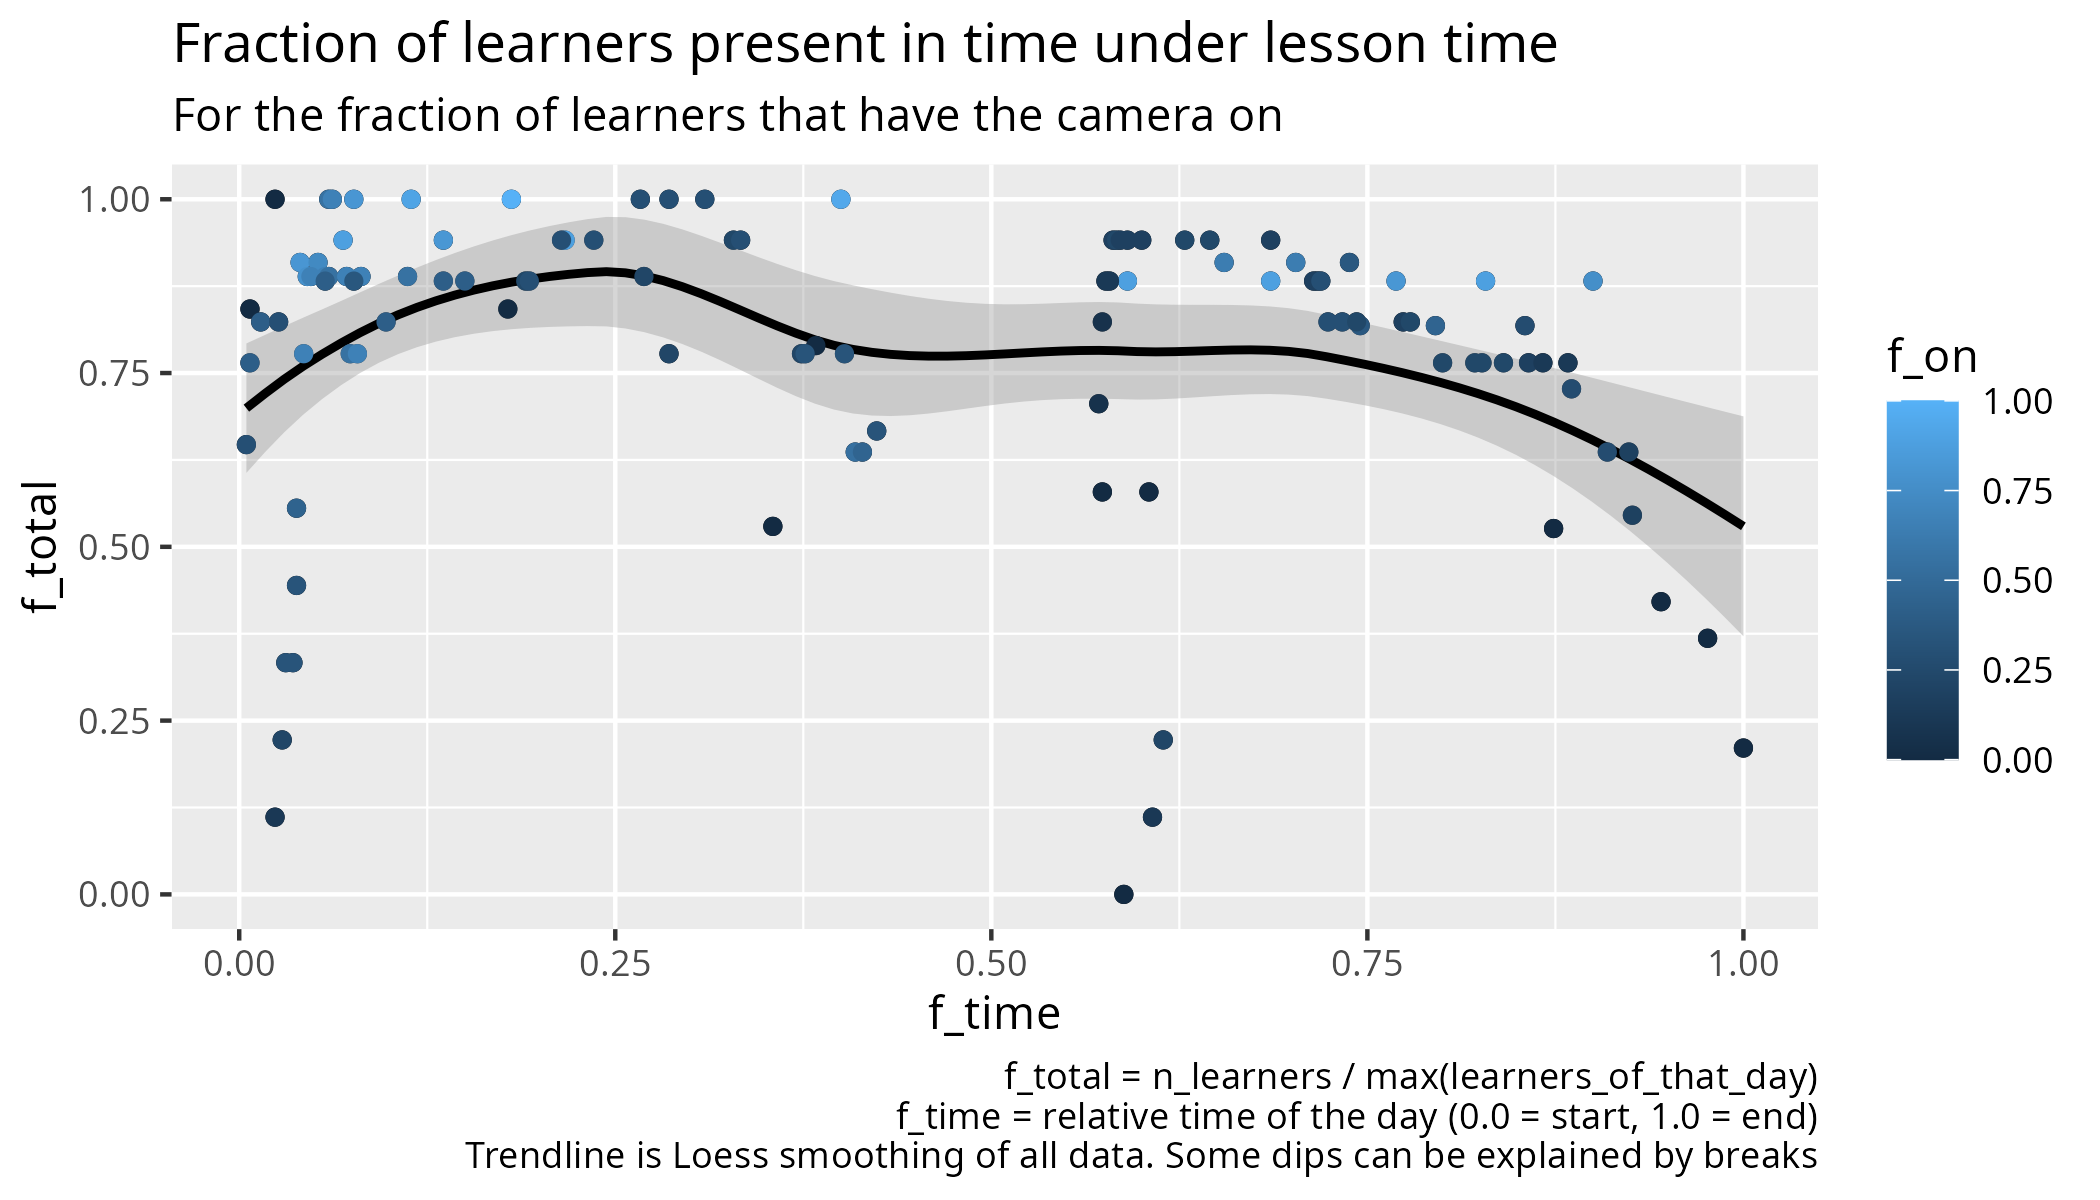 Fraction of learners present in time under lesson time
For the fraction of learners that have the camera on
1.00
0.75
0.50
0.25
0.00
f_total
0.00 0.25 0.50 0.75 1.00
f_time
f_on
1.00
0.75
0.50
0.25
0.00
f_total = n_learners / max(learners_of_that_day)
f_time = relative time of the day (0.0 = start, 1.0 = end)
Trendline is Loess smoothing of all data. Some dips can be explained by breaks